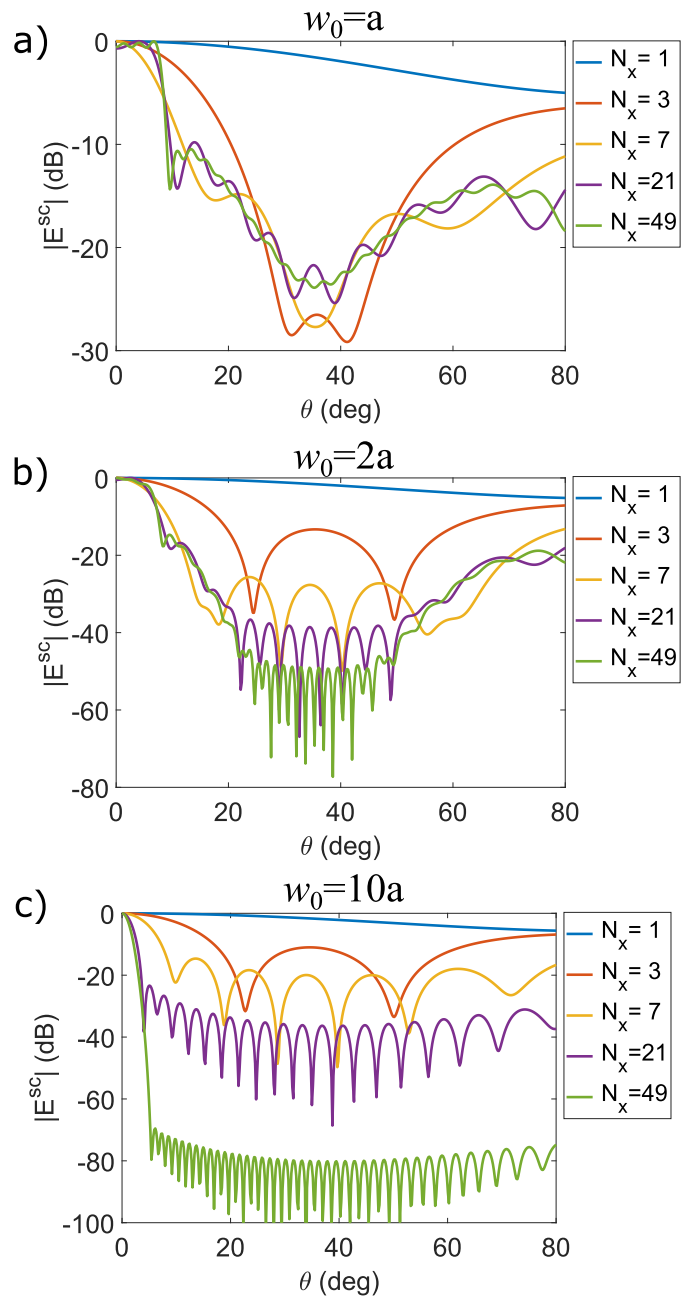 a)
w₀=a
|Eˢᶜ| (dB)
0
-10
-20
-30
0 20 40 60 80
θ (deg)
Nₓ= 1
Nₓ= 3
Nₓ= 7
Nₓ=21
Nₓ=49
b)
w₀=2a
|Eˢᶜ| (dB)
0
-20
-40
-60
-80
0 20 40 60 80
θ (deg)
Nₓ= 1
Nₓ= 3
Nₓ= 7
Nₓ=21
Nₓ=49
c)
w₀=10a
|Eˢᶜ| (dB)
0
-20
-40
-60
-80
-100
0 20 40 60 80
θ (deg)
Nₓ= 1
Nₓ= 3
Nₓ= 7
Nₓ=21
Nₓ=49